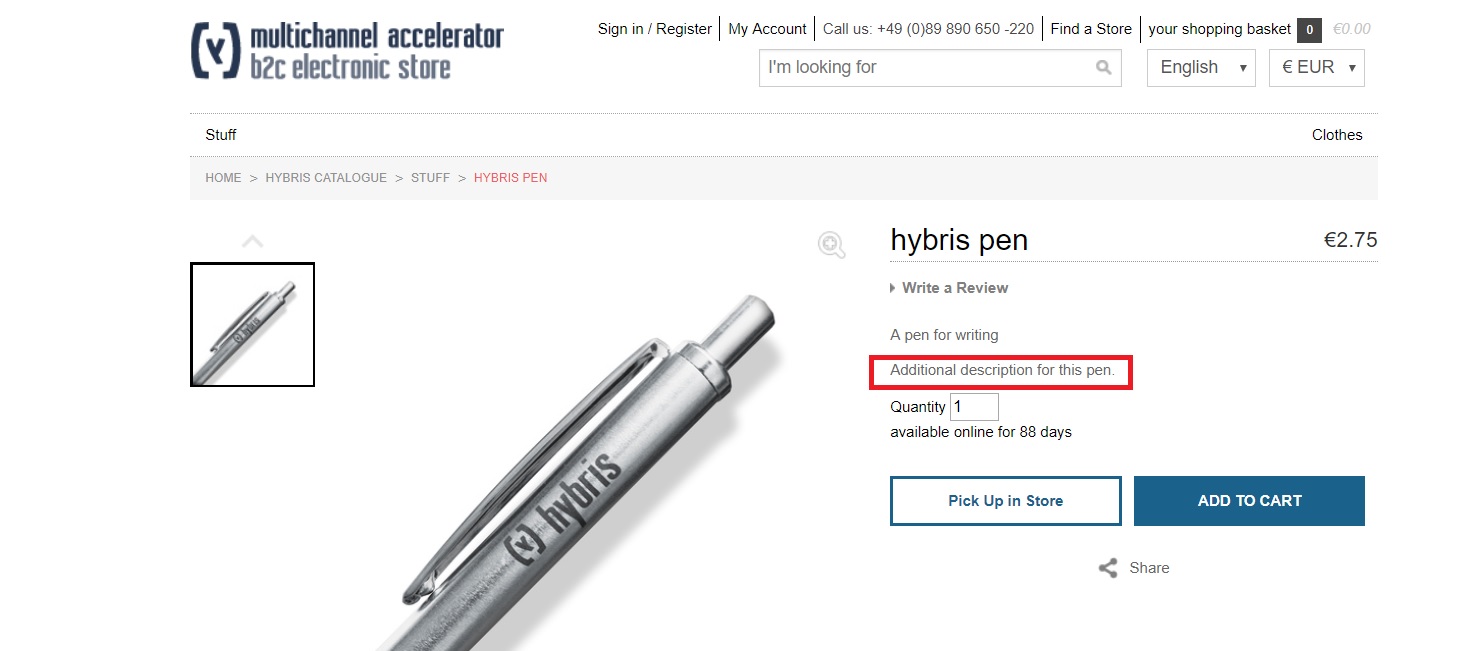 multichannel accelerator
b2c electronic store
Sign in / Register My Account Call us: +49 (0)89 890 650 -220 Find a Store your shopping basket 0 €0.00
I'm looking for
English
€ EUR
Stuff Clothes
HOME > HYBRIS CATALOGUE > STUFF > HYBRIS PEN
hybris pen €2.75
Write a Review
A pen for writing
Additional description for this pen.
Quantity 1
available online for 88 days
Pick Up in Store ADD TO CART
Share
hybris
hybris